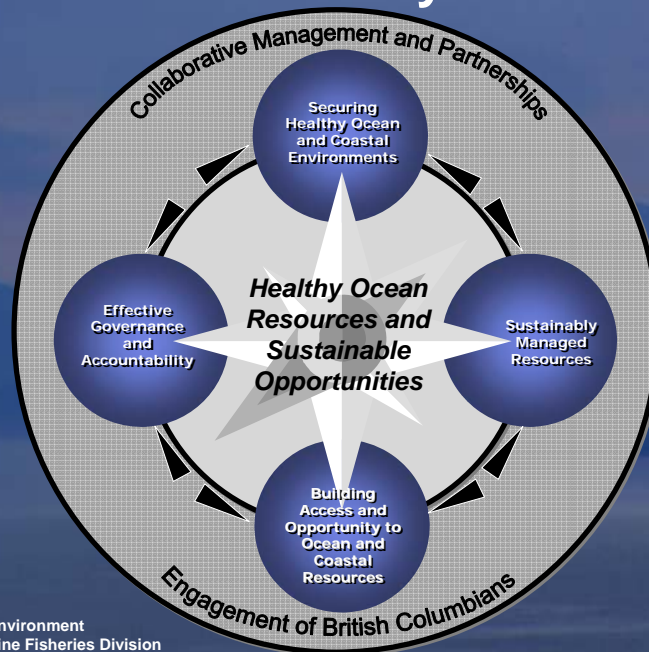 Collaborative Management and Partnerships
Securing
Healthy Ocean
and Coastal
Environments
Effective
Governance
and
Accountability
Healthy Ocean
Resources and
Sustainable
Opportunities
Sustainably
Managed
Resources
Building
Access and
Opportunity to
Ocean and
Coastal
Resources
Engagement of British Columbians
Fisheries Division